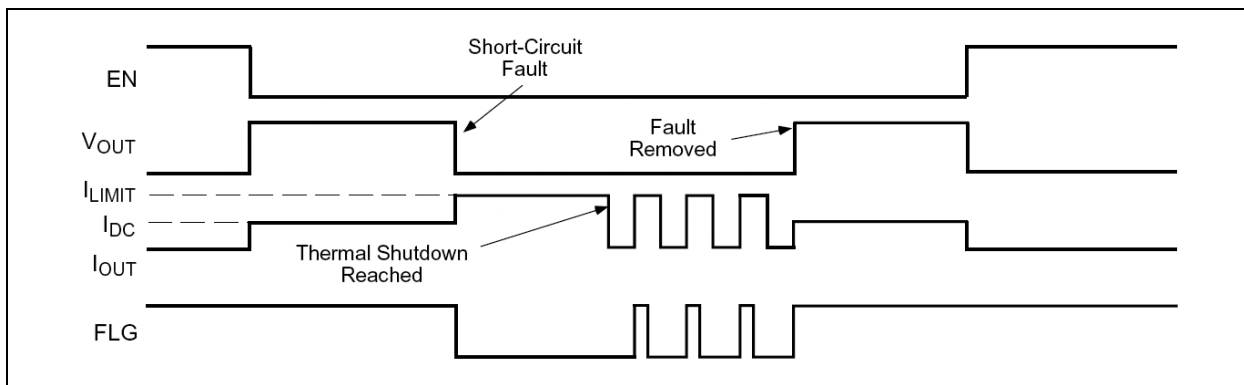 Short-Circuit
Fault
EN
VOUT
Fault
Removed
ILIMIT
IDC
Thermal Shutdown
Reached
IOUT
FLG